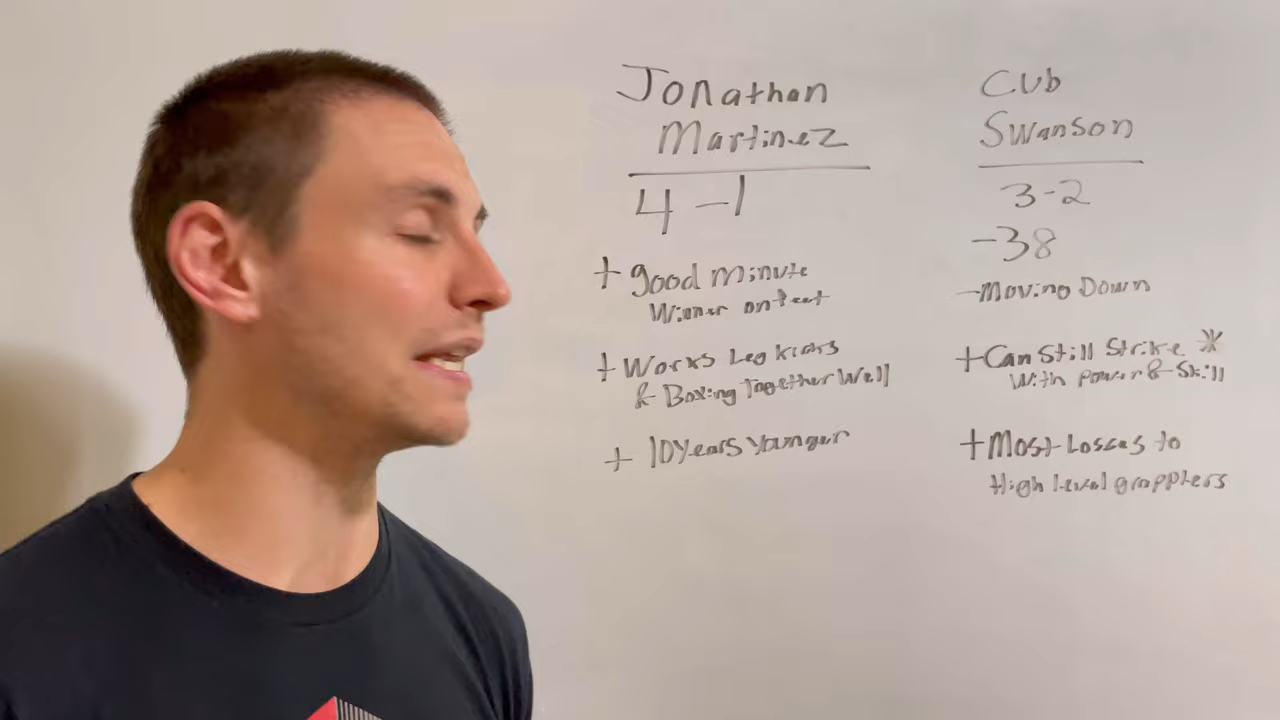 Jonathan
Martinez
4-1
+ good minute
Winner on feet
+ Works Leg kicks
& Boxing Together Well
+ 10 Years younger
Cub
Swanson
3-2
-38
-Moving Down
+Can Still Strike *
With power & Skill
+Most Losses to
High level grapplers